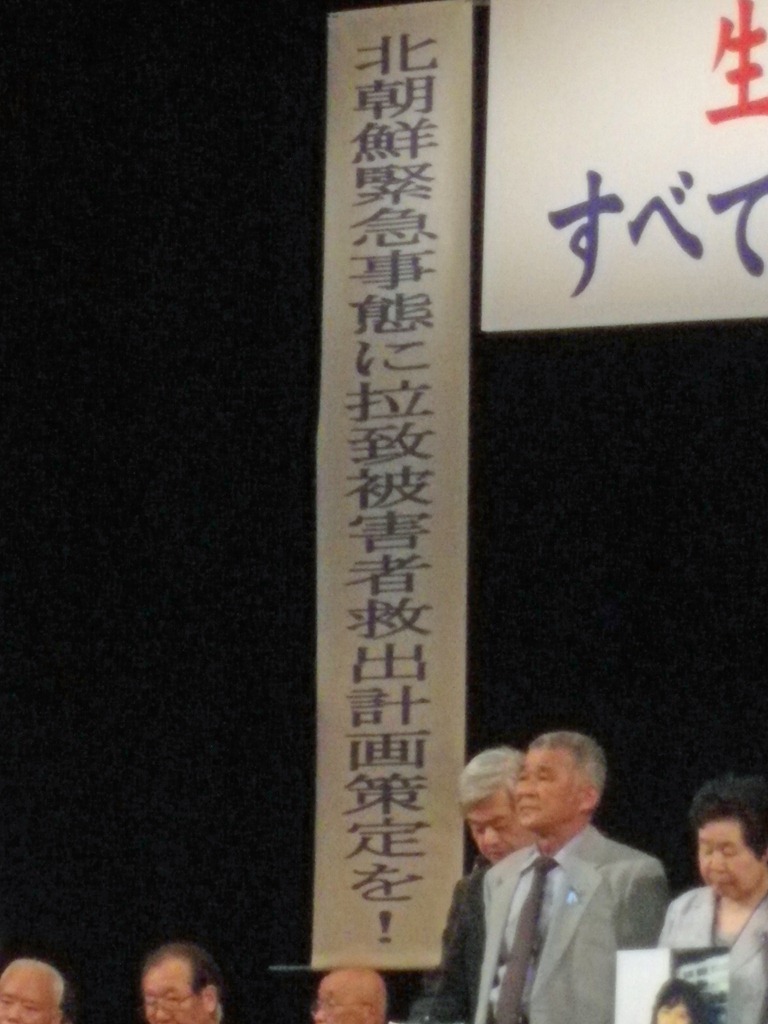 北朝鮮緊急事態に拉致被害者救出計画策定を！
生
すべて